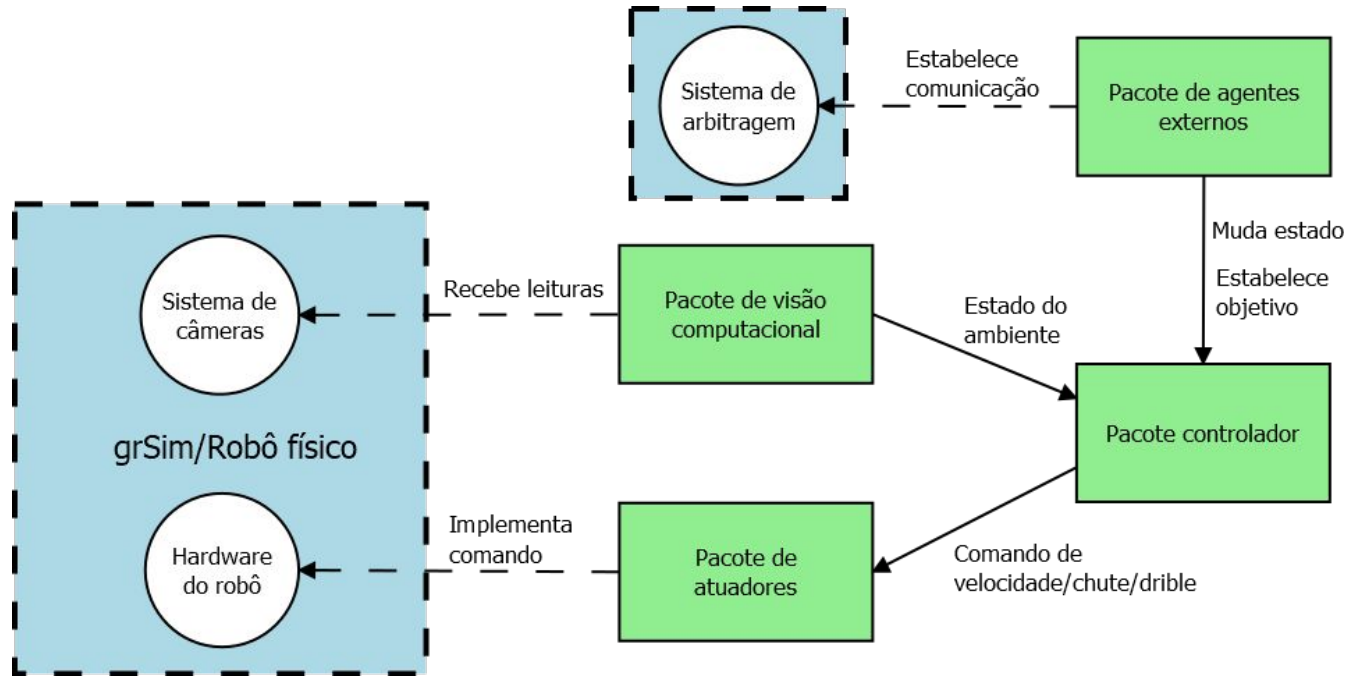 Sistema de
arbitragem
Estabelece
comunicação
Pacote de agentes
externos
Muda estado
Estabelece
objetivo
Sistema de
câmeras
Recebe leituras
Pacote de visão
computacional
Estado do
ambiente
Pacote controlador
grSim/Robô físico
Hardware
do robô
Implementa
comando
Pacote de
atuadores
Comando de
velocidade/chute/drible